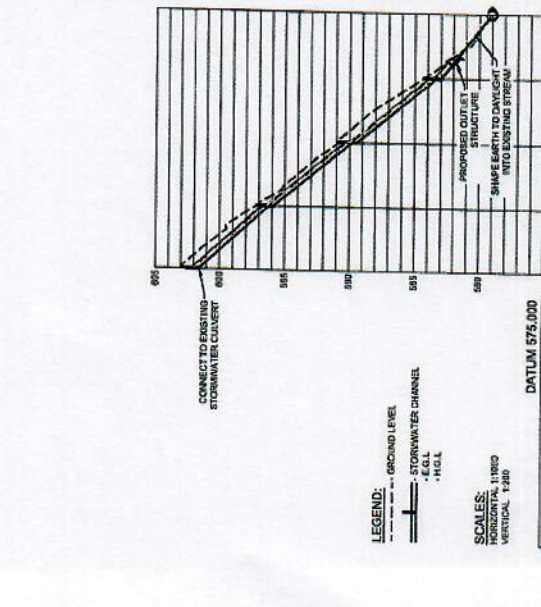 605
600
595
590
585
580
CONNECT TO EXISTING
STORMWATER CULVERT
PROPOSED OUTLET
STRUCTURE
SHAPE EARTH TO DAYLIGHT
INTO EXISTING STREAM
LEGEND:
GROUND LEVEL
STORMWATER CHANNEL
- E.G.L
- H.G.L
SCALES:
HORIZONTAL 1:1000
VERTICAL 1:200
DATUM 575.000